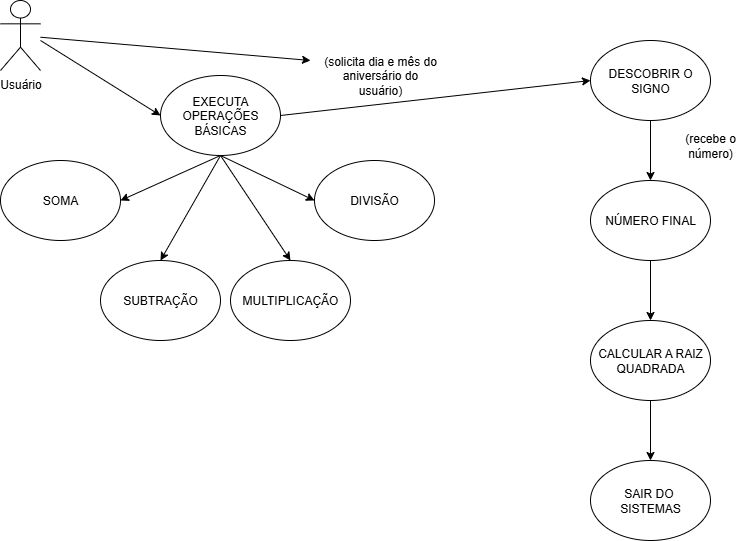 Usuário
(solicita dia e mês do
aniversário do
usuário)
EXECUTA
OPERAÇÕES
BÁSICAS
DESCOBRIR O
SIGNO
(recebe o
número)
SOMA
DIVISÃO
NÚMERO FINAL
SUBTRAÇÃO
MULTIPLICAÇÃO
CALCULAR A RAIZ
QUADRADA
SAIR DO
SISTEMAS